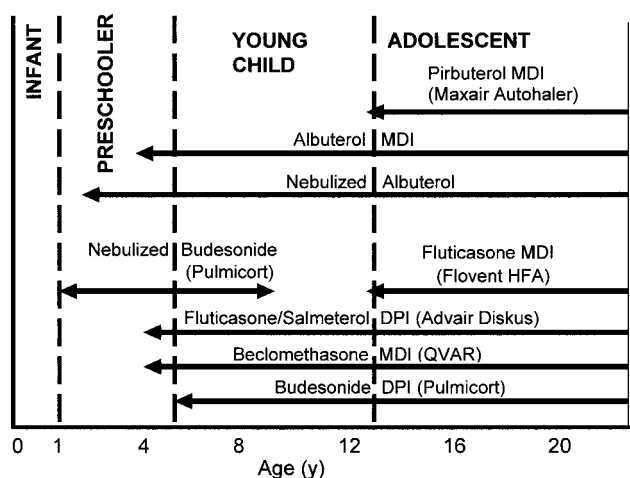 INFANT
PRESCHOOLER
YOUNG
CHILD
ADOLESCENT
Pirbuterol MDI
(Maxair Autohaler)
Albuterol MDI
Nebulized Albuterol
Nebulized Budesonide
(Pulmicort)
Fluticasone MDI
(Flovent HFA)
Fluticasone/Salmeterol DPI (Advair Diskus)
Beclomethasone MDI (QVAR)
Budesonide DPI (Pulmicort)
0 1 4 8 12 16 20
Age (y)